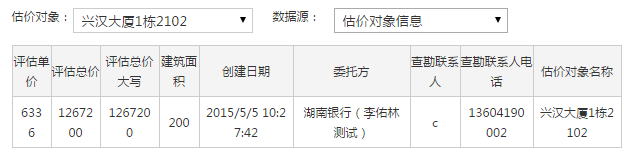 估价对象： 兴汉大厦1栋2102 数据源： 估价对象信息
评估单价 评估总价 评估总价大写 建筑面积 创建日期 委托方 查勘联系人 查勘联系人电话 估价对象名称
6336 1267200 1267200 200 2015/5/5 10:27:42 湖南银行（李佑林测试） c 13604190002 兴汉大厦1栋2102